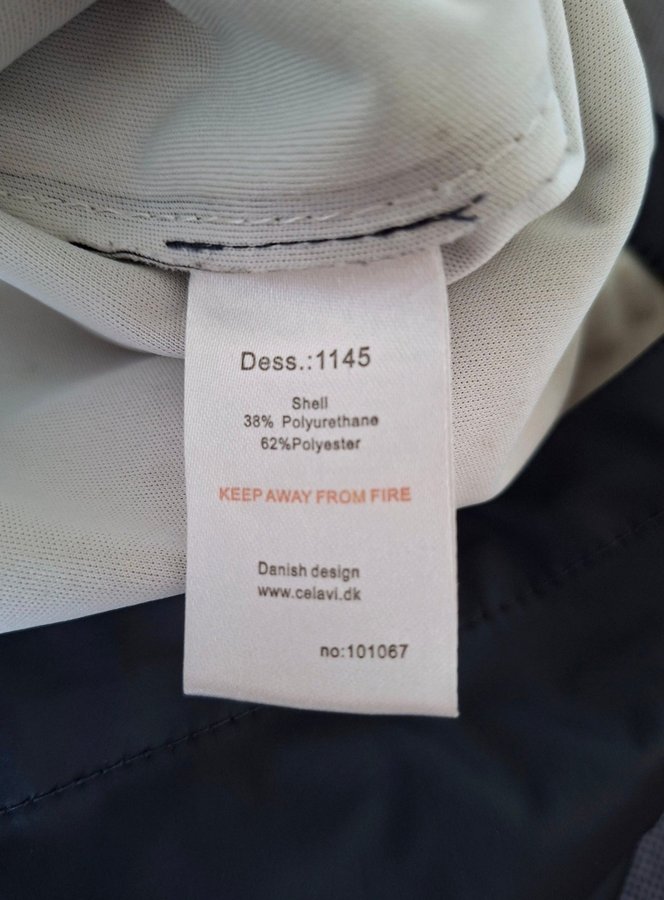 Dess.:1145
Shell
38% Polyurethane
62%Polyester
KEEP AWAY FROM FIRE
Danish design
www.celavi.dk
no:101067